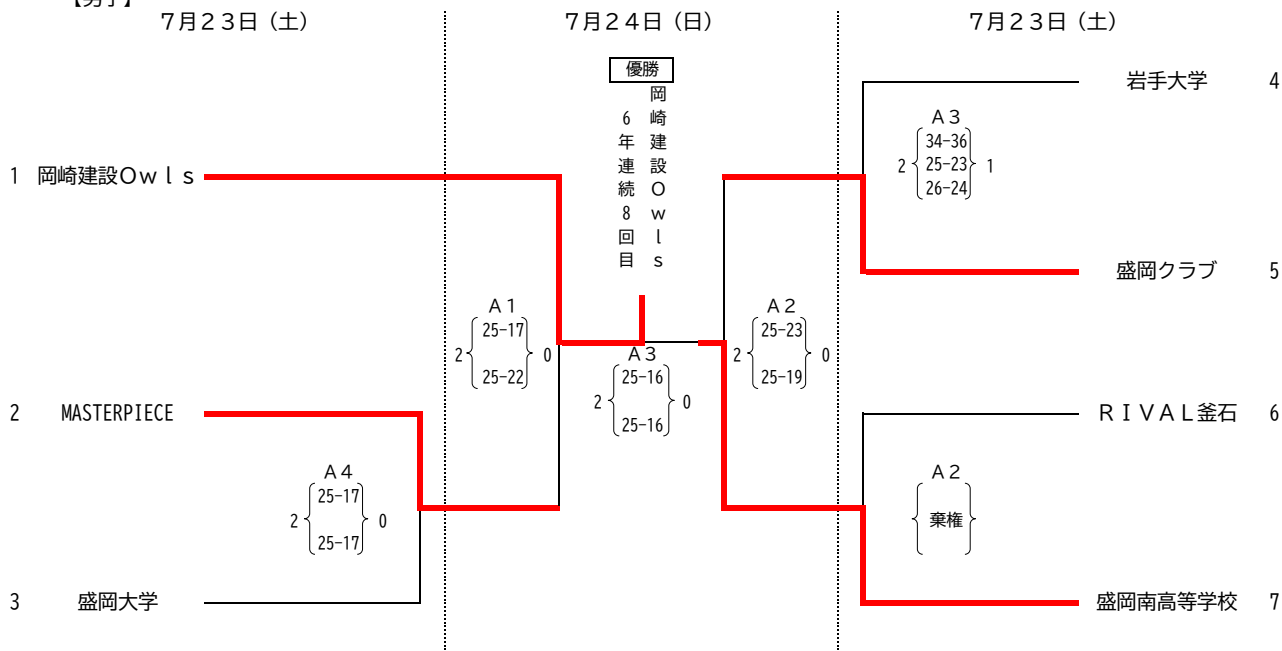 【男子】
７月２３日（土）
７月２４日（日）
７月２３日（土）
優勝
岡崎建設Ｏｗｌｓ
６年連続８回目
1 岡崎建設Ｏｗｌｓ
2 MASTERPIECE
3 盛岡大学
岩手大学 4
盛岡クラブ 5
ＲＩＶＡＬ釜石 6
盛岡南高等学校 7
Ａ４
25-17
2 0
25-17
Ａ１
25-17
2 0
25-22
Ａ３
25-16
2 0
25-16
Ａ２
25-23
2 0
25-19
Ａ３
34-36
2 25-23 1
26-24
Ａ２
棄権